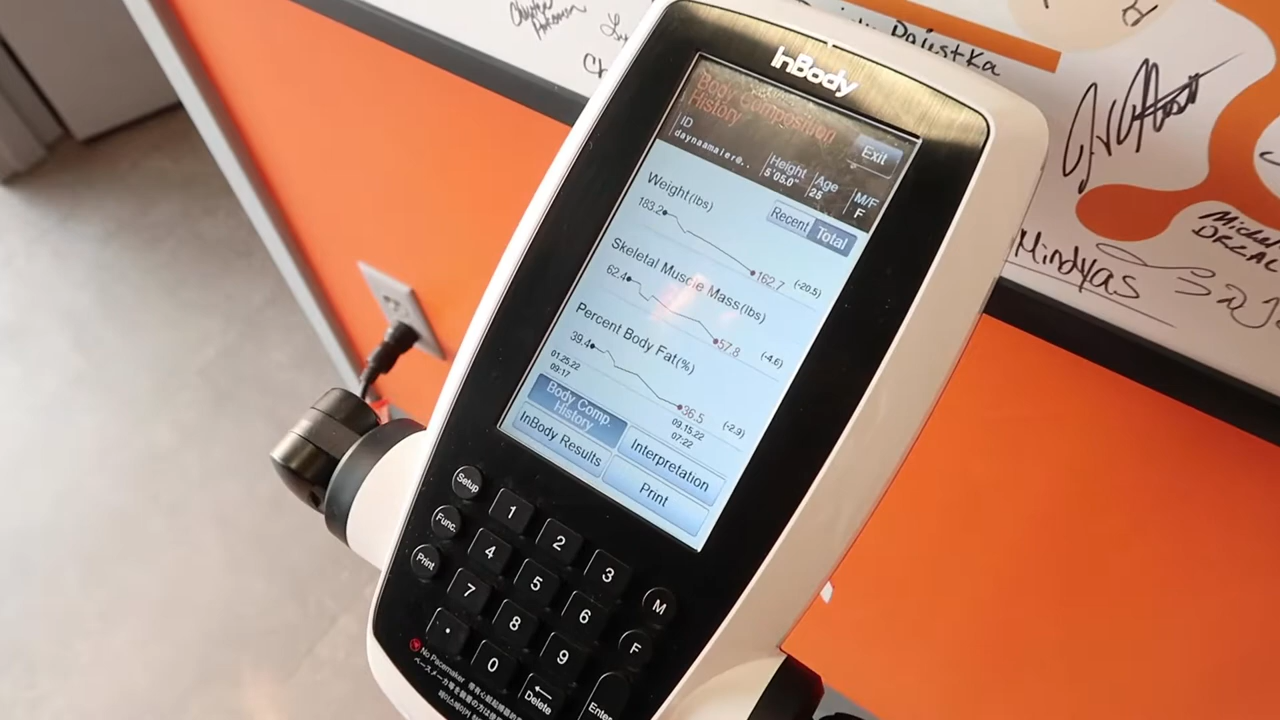 InBody
Body Composition
History
Exit
ID
daynaamaier@..
Height
5'05.0"
Age
25
M/F
F
Weight(lbs)
Recent
Total
183.2
162.7
(-20.5)
Skeletal Muscle Mass(lbs)
62.4
57.8
(-4.6)
Percent Body Fat(%)
39.4
36.5
(-2.9)
01.25.22
09:17
09.15.22
07:22
Body Comp.
History
InBody Results
Interpretation
Print
Setup
Func.
Print
1
2
3
4
5
6
7
8
9
.
0
Delete
M
F
No Pacemaker
Mindyas